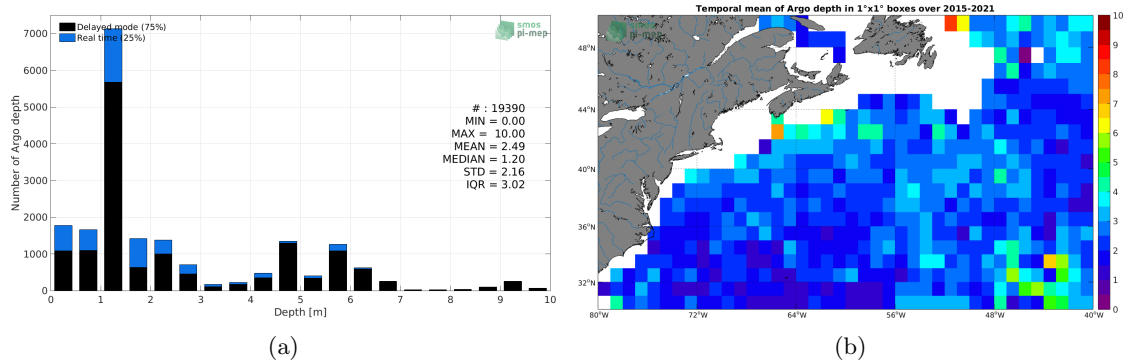 Delayed mode (75%)
Real time (25%)
smos
pi-mep
7000
6000
5000
4000
3000
2000
1000
0
Number of Argo depth
# : 19390
MIN = 0.00
MAX = 10.00
MEAN = 2.49
MEDIAN = 1.20
STD = 2.16
IQR = 3.02
0 1 2 3 4 5 6 7 8 9 10
Depth [m]
(a)
Temporal mean of Argo depth in 1°x1° boxes over 2015-2021
smos
pi-mep
48°N
44°N
40°N
36°N
32°N
80°W 72°W 64°W 56°W 48°W 40°W
10
9
8
7
6
5
4
3
2
1
0
(b)